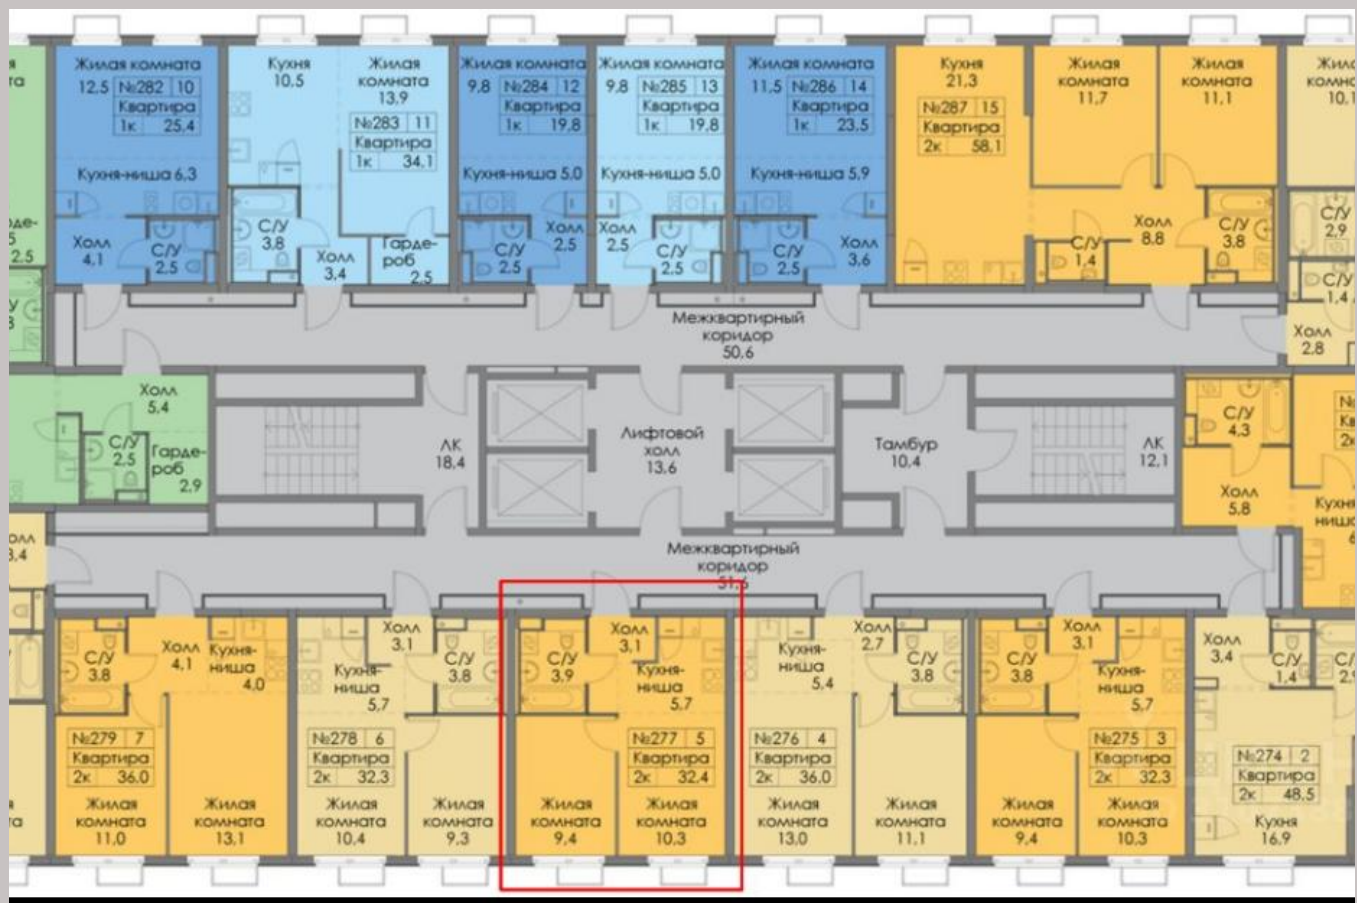 Жилая комната
12,5
№282 10
Квартира
1к 25,4
Кухня-ниша 6,3
Холл
4,1
С/У
2,5
Кухня
10,5
Жилая
комната
13,9
№283 11
Квартира
1к 34,1
С/У
3,8
Холл
3,4
Гарде-
роб
2,5
Жилая комната
9,8
№284 12
Квартира
1к 19,8
Кухня-ниша 5,0
С/У
2,5
Холл
2,5
Жилая комната
9,8
№285 13
Квартира
1к 19,8
Кухня-ниша 5,0
Холл
2,5
С/У
2,5
Жилая комната
11,5
№286 14
Квартира
1к 23,5
Кухня-ниша 5,9
С/У
2,5
Холл
3,6
Кухня
21,3
№287 15
Квартира
2к 58,1
Жилая
комната
11,7
Жилая
комната
11,1
С/У
1,4
Холл
8,8
С/У
3,8
С/У
2,9
С/У
1,4
Холл
2,8
2,5
Межквартирный
коридор
50,6
Холл
5,4
С/У
2,5
Гарде-
роб
2,9
ЛК
18,4
Лифтовой
холл
13,6
Тамбур
10,4
ЛК
12,1
С/У
4,3
Холл
5,8
Межквартирный
коридор
51,6
С/У
3,8
Холл
4,1
Кухня-
ниша
4,0
№279 7
Квартира
2к 36,0
Жилая
комната
11,0
Жилая
комната
13,1
Холл
3,1
Кухня-
ниша
5,7
С/У
3,8
№278 6
Квартира
2к 32,3
Жилая
комната
10,4
Жилая
комната
9,3
С/У
3,9
Холл
3,1
Кухня-
ниша
5,7
№277 5
Квартира
2к 32,4
Жилая
комната
9,4
Жилая
комната
10,3
Кухня-
ниша
5,4
Холл
2,7
С/У
3,8
№276 4
Квартира
2к 36,0
Жилая
комната
13,0
Жилая
комната
11,1
С/У
3,8
Холл
3,1
Кухня-
ниша
5,7
№275 3
Квартира
2к 32,3
Жилая
комната
9,4
Жилая
комната
10,3
Холл
3,4
С/У
1,4
№274 2
Квартира
2к 48,5
Кухня
16,9